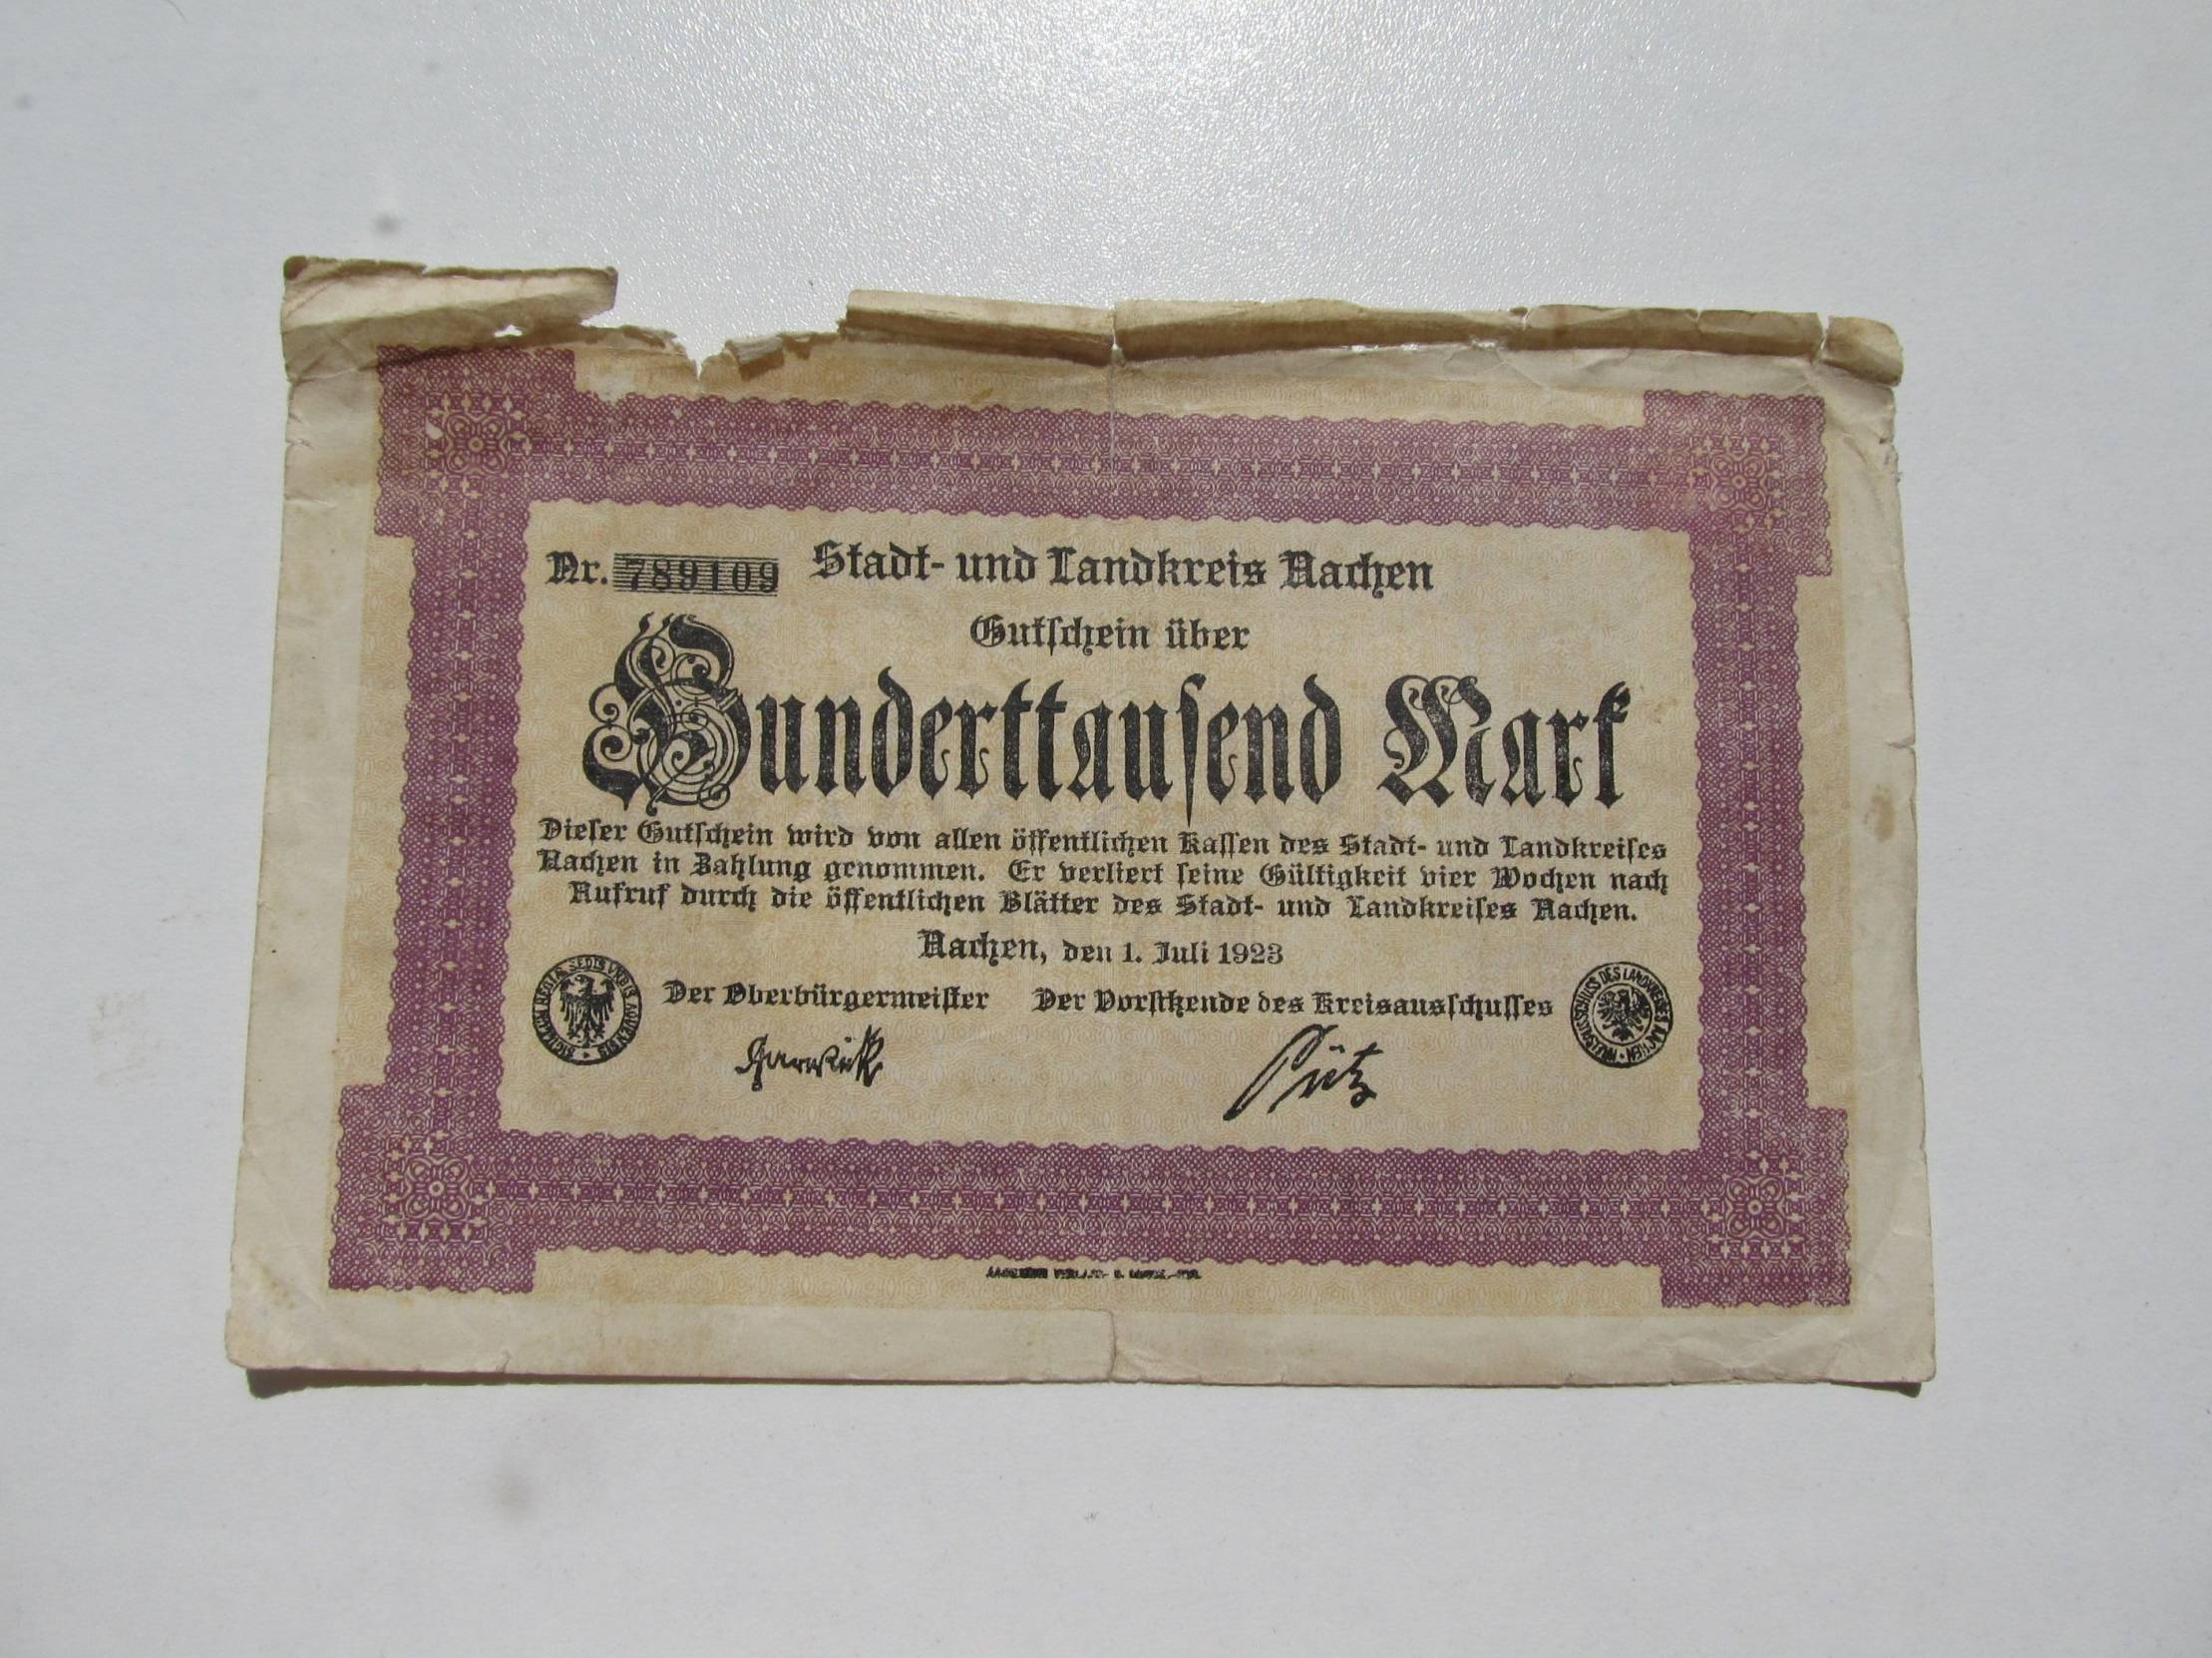 Nr. 789109 Stadt- und Landkreis Aachen
Gutschein über
Hunderttausend Mark
Dieser Gutschein wird von allen öffentlichen Kassen des Stadt- und Landkreises
Aachen in Zahlung genommen. Er verliert seine Gültigkeit vier Wochen nach
Aufruf durch die öffentlichen Blätter des Stadt- und Landkreises Aachen.
Aachen, den 1. Juli 1923
Der Oberbürgermeister Der Vorsitzende des Kreisausschusses
Farwick Pütz